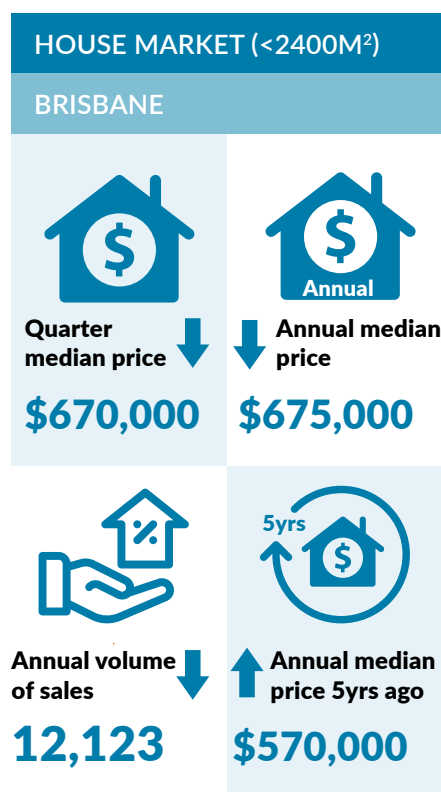 HOUSE MARKET (<2400M²)
BRISBANE
$
$
Annual
Quarter
median price
$670,000
Annual median
price
$675,000
%
5yrs
$
Annual volume
of sales
12,123
Annual median
price 5yrs ago
$570,000